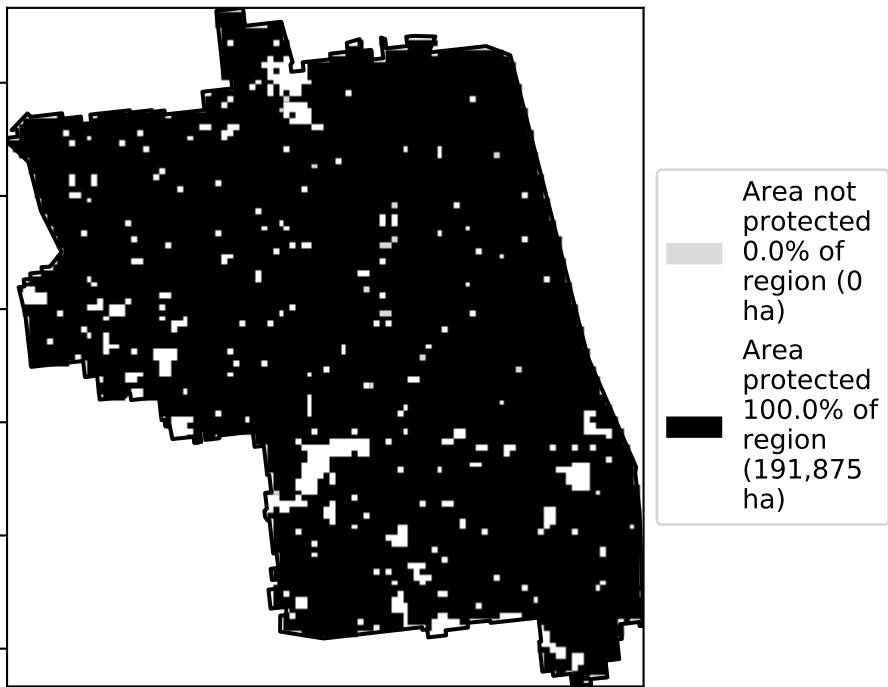 Area not
protected
0.0% of
region (0
ha)
Area
protected
100.0% of
region
(191,875
ha)